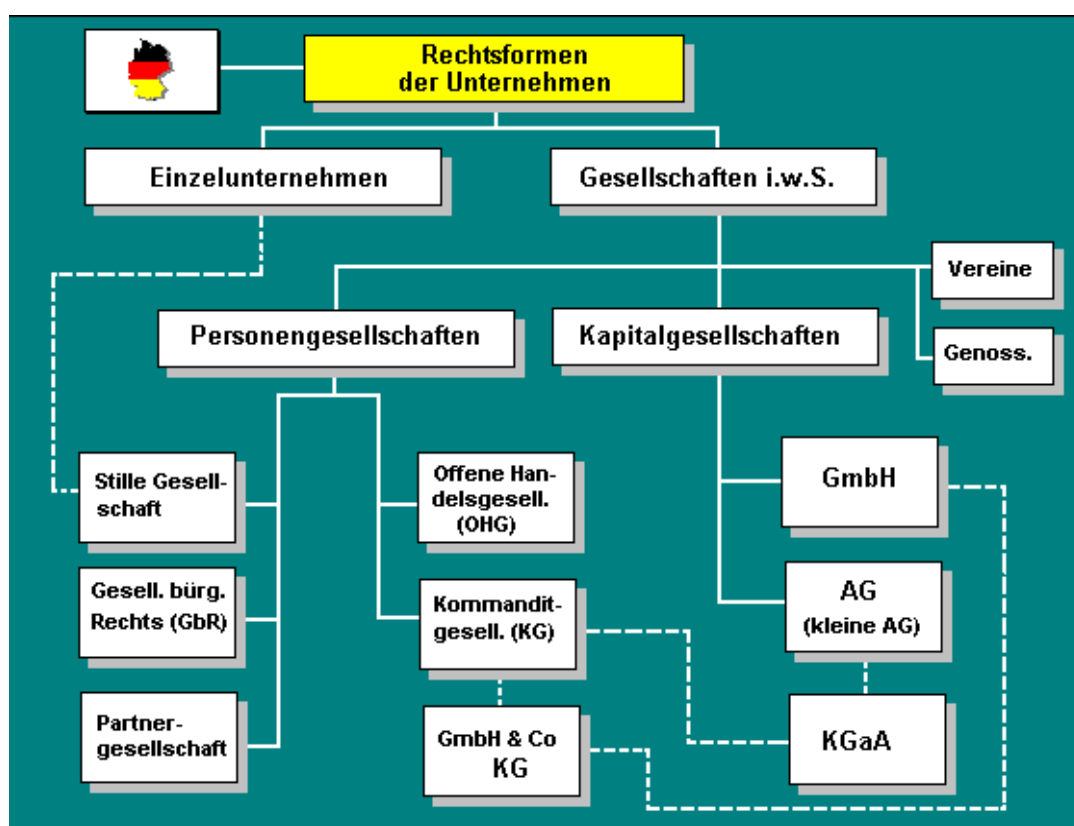 Rechtsformen
der Unternehmen
Einzelunternehmen
Gesellschaften i.w.S.
Vereine
Personengesellschaften
Kapitalgesellschaften
Genoss.
Stille Gesell-
schaft
Offene Han-
delsgesell.
(OHG)
GmbH
Gesell. bürg.
Rechts (GbR)
Kommandit-
gesell. (KG)
AG
(kleine AG)
Partner-
gesellschaft
GmbH & Co
KG
KGaA